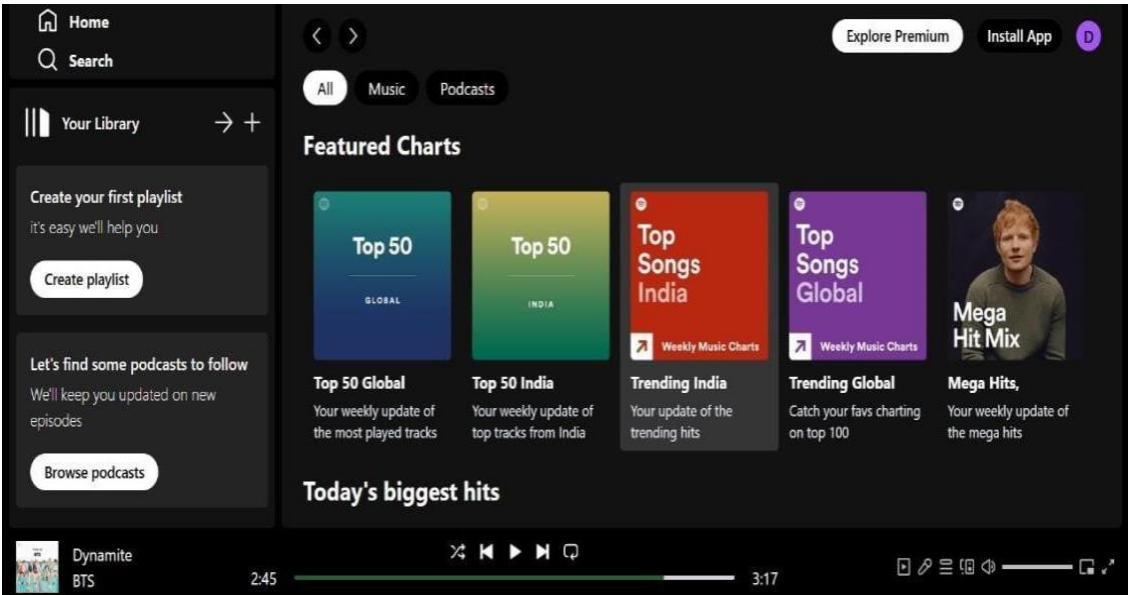 Home
Search
Your Library
Create your first playlist
it's easy we'll help you
Create playlist
Let's find some podcasts to follow
We'll keep you updated on new
episodes
Browse podcasts
Explore Premium
Install App
D
All
Music
Podcasts
Featured Charts
Top 50
GLOBAL
Top 50 Global
Your weekly update of
the most played tracks
Top 50
INDIA
Top 50 India
Your weekly update of
top tracks from India
Top
Songs
India
Weekly Music Charts
Trending India
Your update of the
trending hits
Top
Songs
Global
Weekly Music Charts
Trending Global
Catch your favs charting
on top 100
Mega
Hit Mix
Mega Hits,
Your weekly update of
the mega hits
Today's biggest hits
BTS
Dynamite
BTS
2:45
3:17